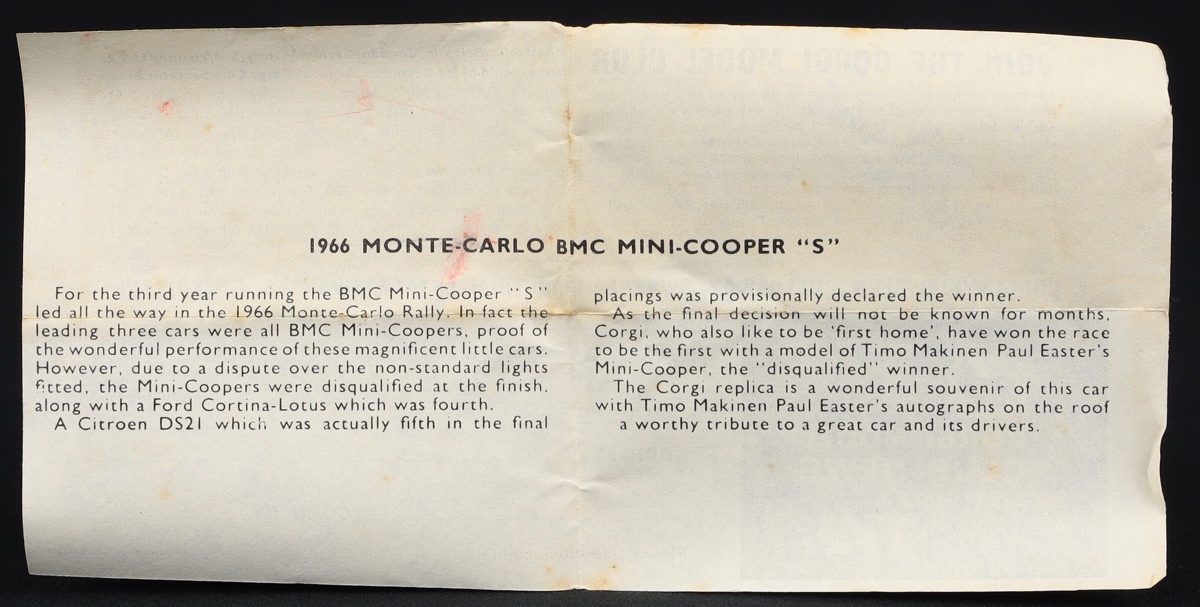 JOIN THE CORGI MODEL CLUB
1966 MONTE-CARLO BMC MINI-COOPER “S”
For the third year running the BMC Mini-Cooper “S”
led all the way in the 1966 Monte-Carlo Rally. In fact the
leading three cars were all BMC Mini-Coopers, proof of
the wonderful performance of these magnificent little cars.
However, due to a dispute over the non-standard lights
fitted, the Mini-Coopers were disqualified at the finish,
along with a Ford Cortina-Lotus which was fourth.
A Citroen DS21 which was actually fifth in the final
placings was provisionally declared the winner.
As the final decision will not be known for months,
Corgi, who also like to be ‘first home’, have won the race
to be the first with a model of Timo Makinen Paul Easter’s
Mini-Cooper, the “disqualified” winner.
The Corgi replica is a wonderful souvenir of this car
with Timo Makinen Paul Easter’s autographs on the roof
a worthy tribute to a great car and its drivers.